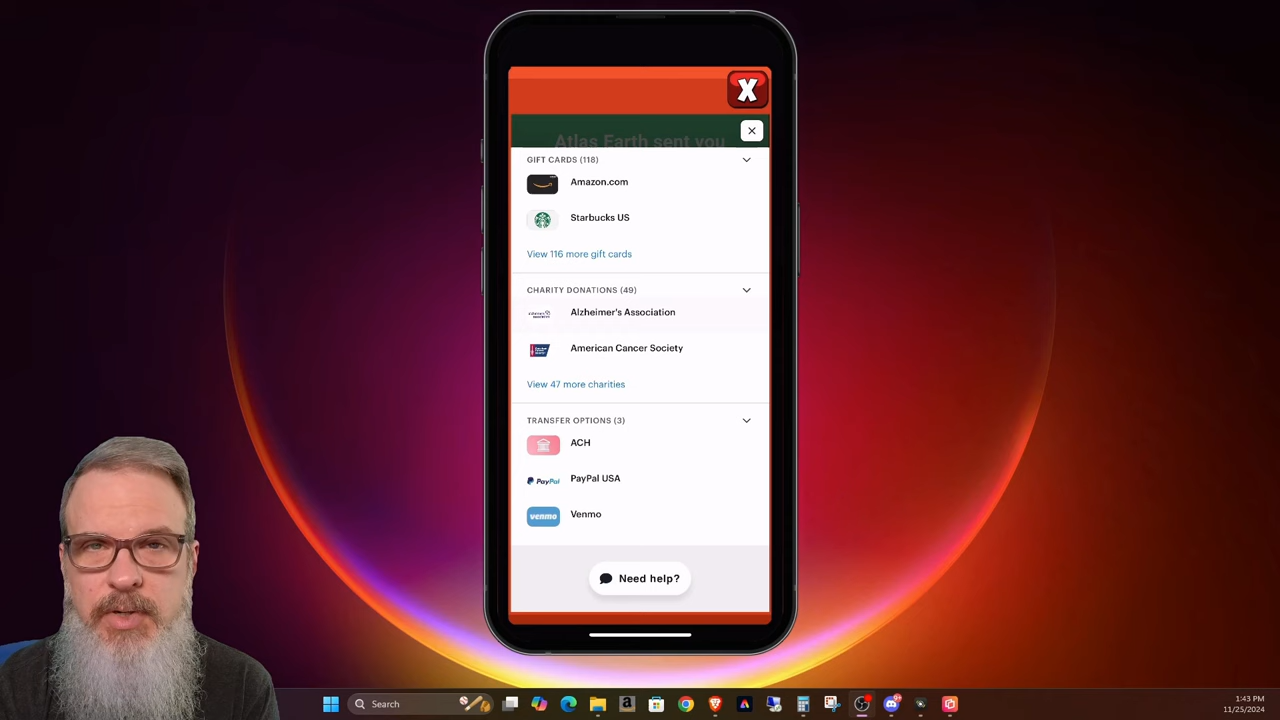 X
Atlas Earth sent you
GIFT CARDS (118)
Amazon.com
Starbucks US
View 116 more gift cards
CHARITY DONATIONS (49)
Alzheimer's Association
American Cancer Society
View 47 more charities
TRANSFER OPTIONS (3)
ACH
PayPal PayPal USA
venmo Venmo
Need help?
Search
1:43 PM
11/25/2024